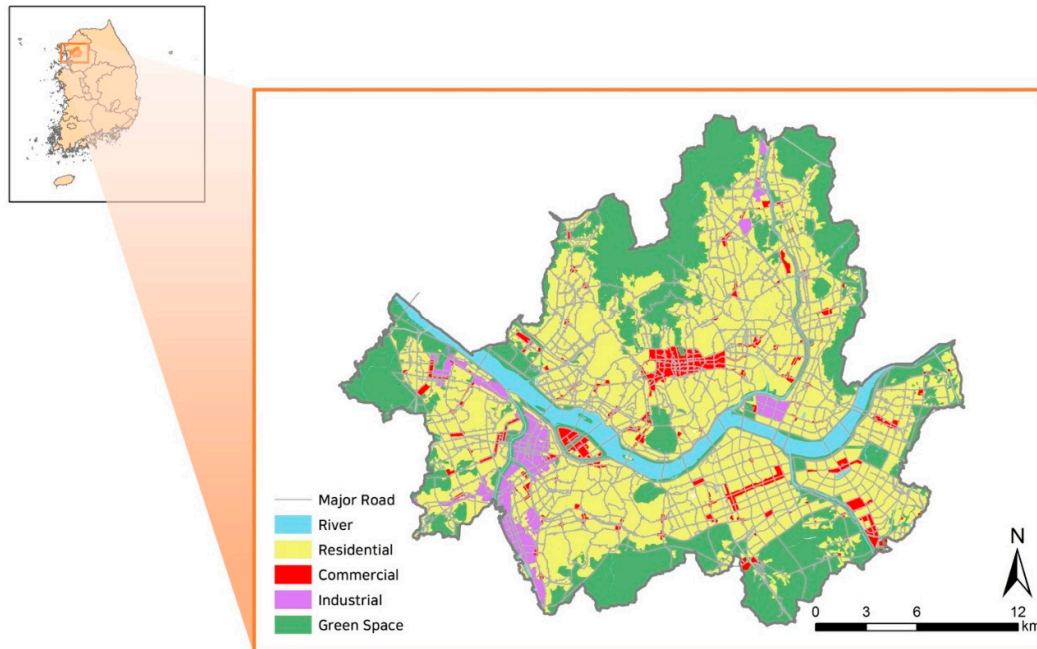 Major Road
River
Residential
Commercial
Industrial
Green Space
N
0 3 6 12
km